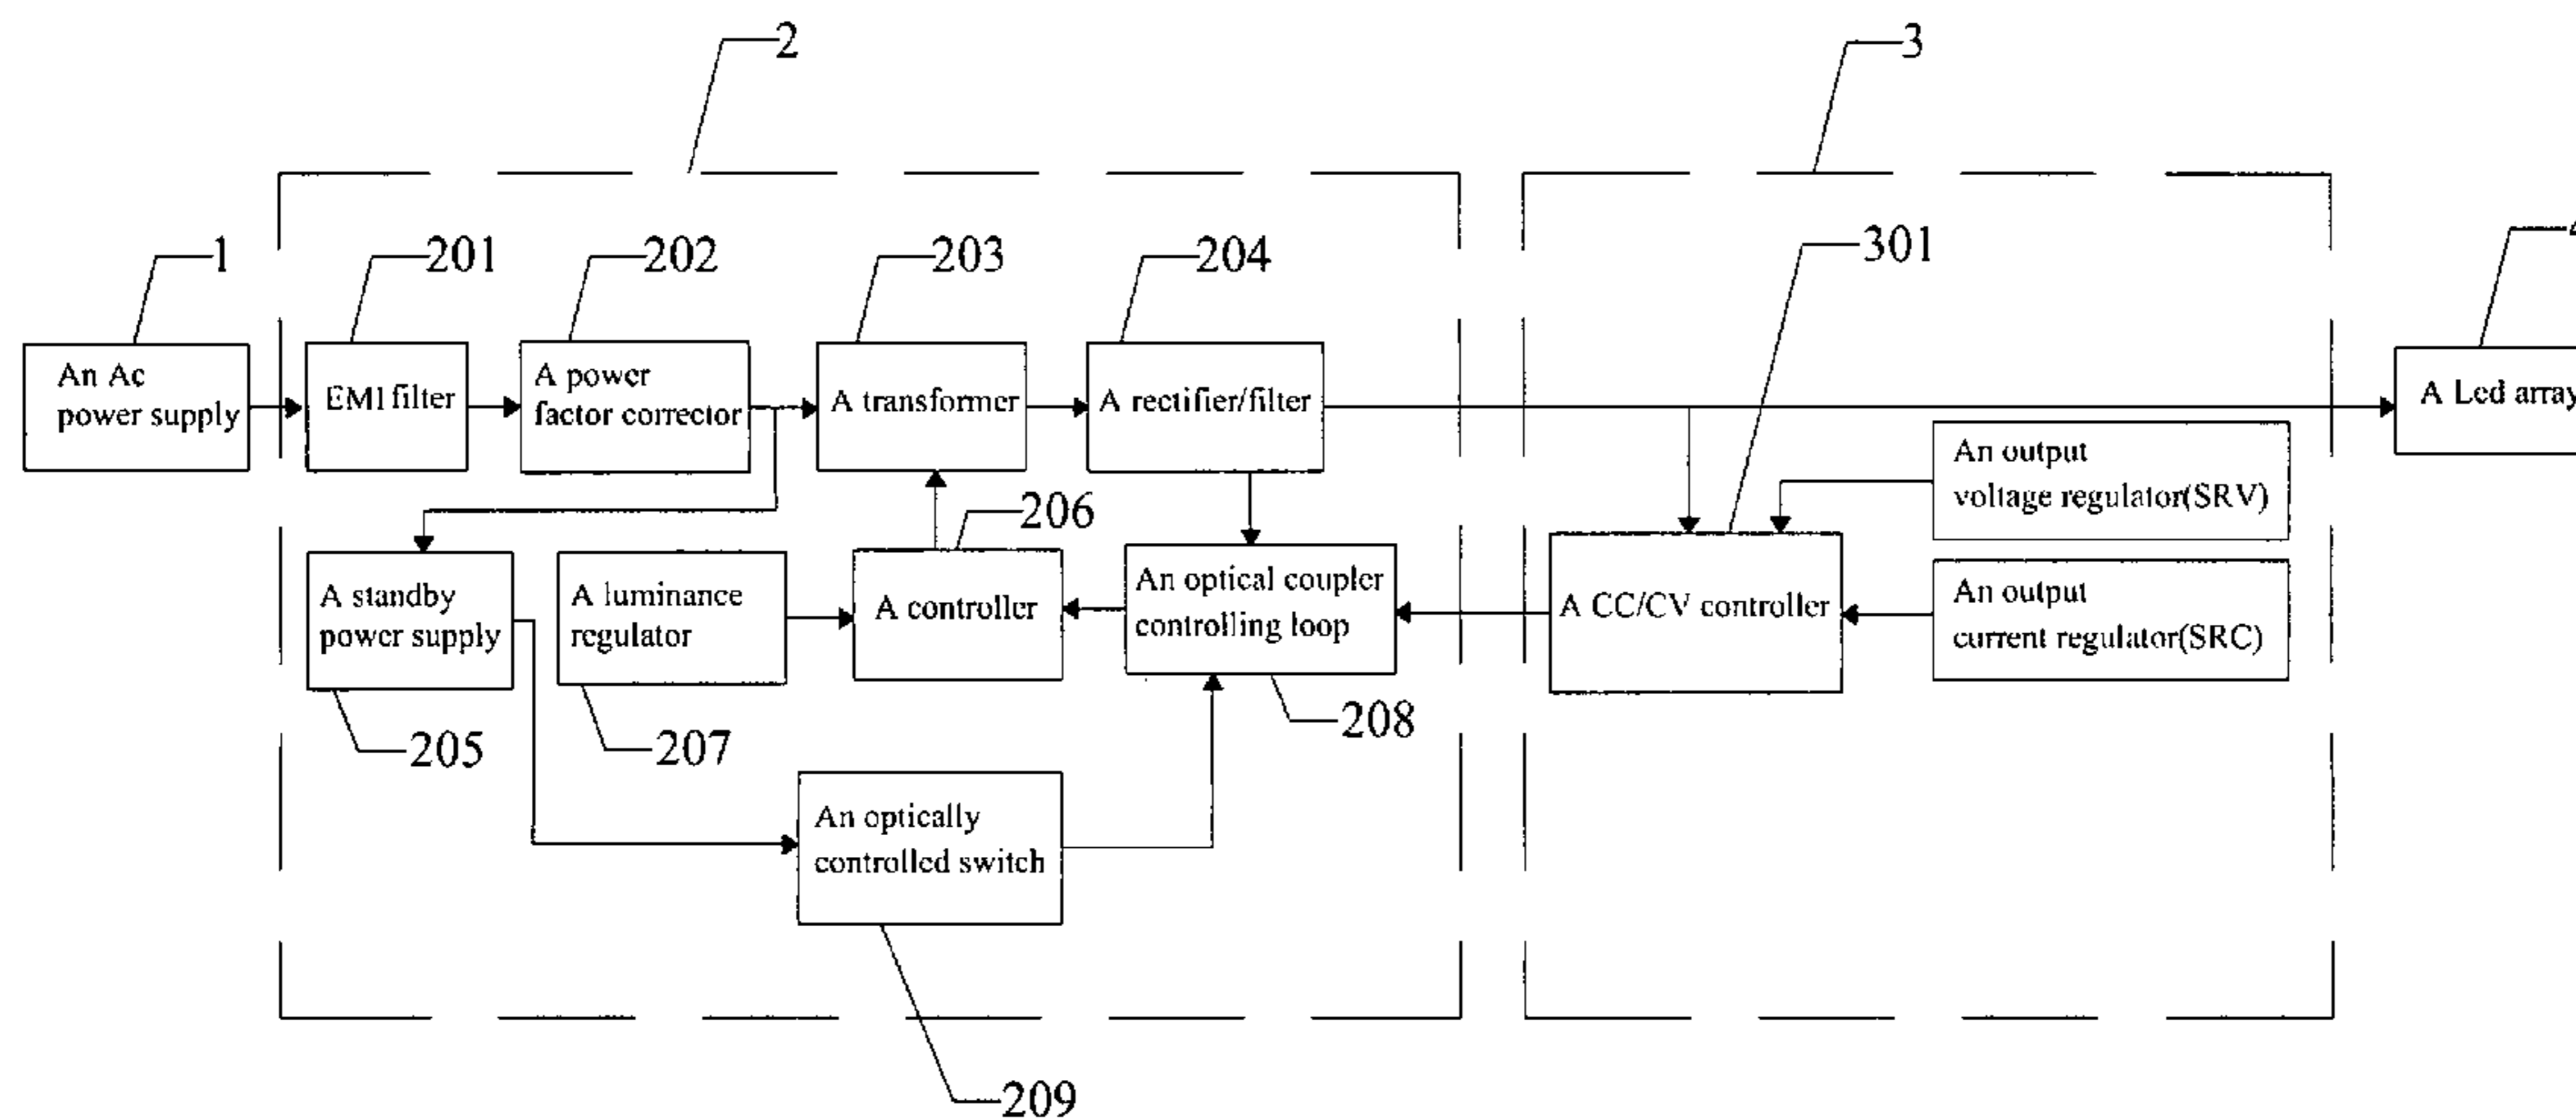 2
3
1
201
202
203
204
301
4
An Ac
power supply
EMI filter
A power
factor corrector
A transformer
A rectifier/filter
A Led array
An output
voltage regulator(SRV)
206
A standby
power supply
A luminance
regulator
A controller
An optical coupler
controlling loop
A CC/CV controller
An output
current regulator(SRC)
205
207
208
An optically
controlled switch
209